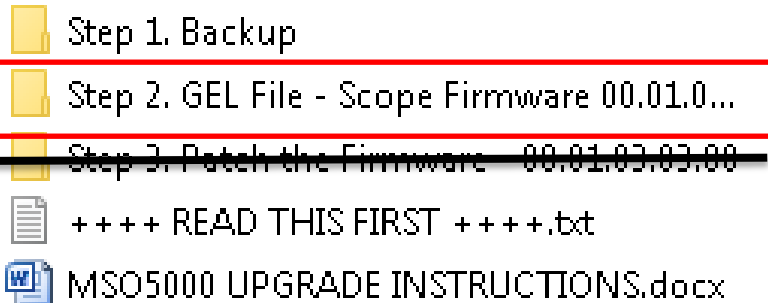 Step 1. Backup
Step 2. GEL File - Scope Firmware 00.01.0...
Step 3. Patch the Firmware - 00.01.03.03.00
++++ READ THIS FIRST ++++.txt
MSO5000 UPGRADE INSTRUCTIONS.docx